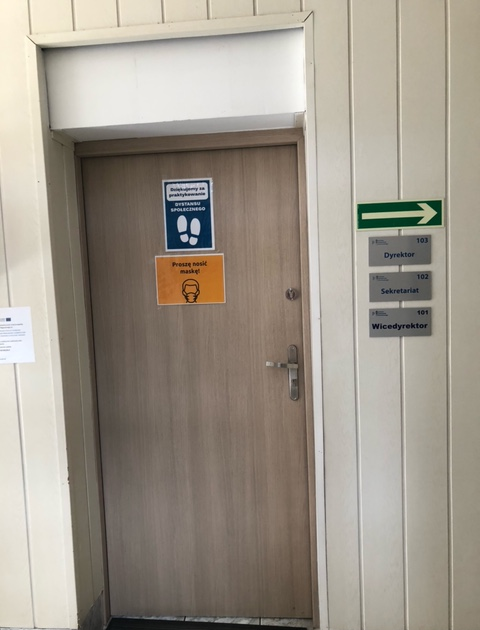 Dziękujemy za
praktykowanie
DYSTANSU
SPOŁECZNEGO
Proszę nosić
maskę!
103
Dyrektor
102
Sekretariat
101
Wicedyrektor